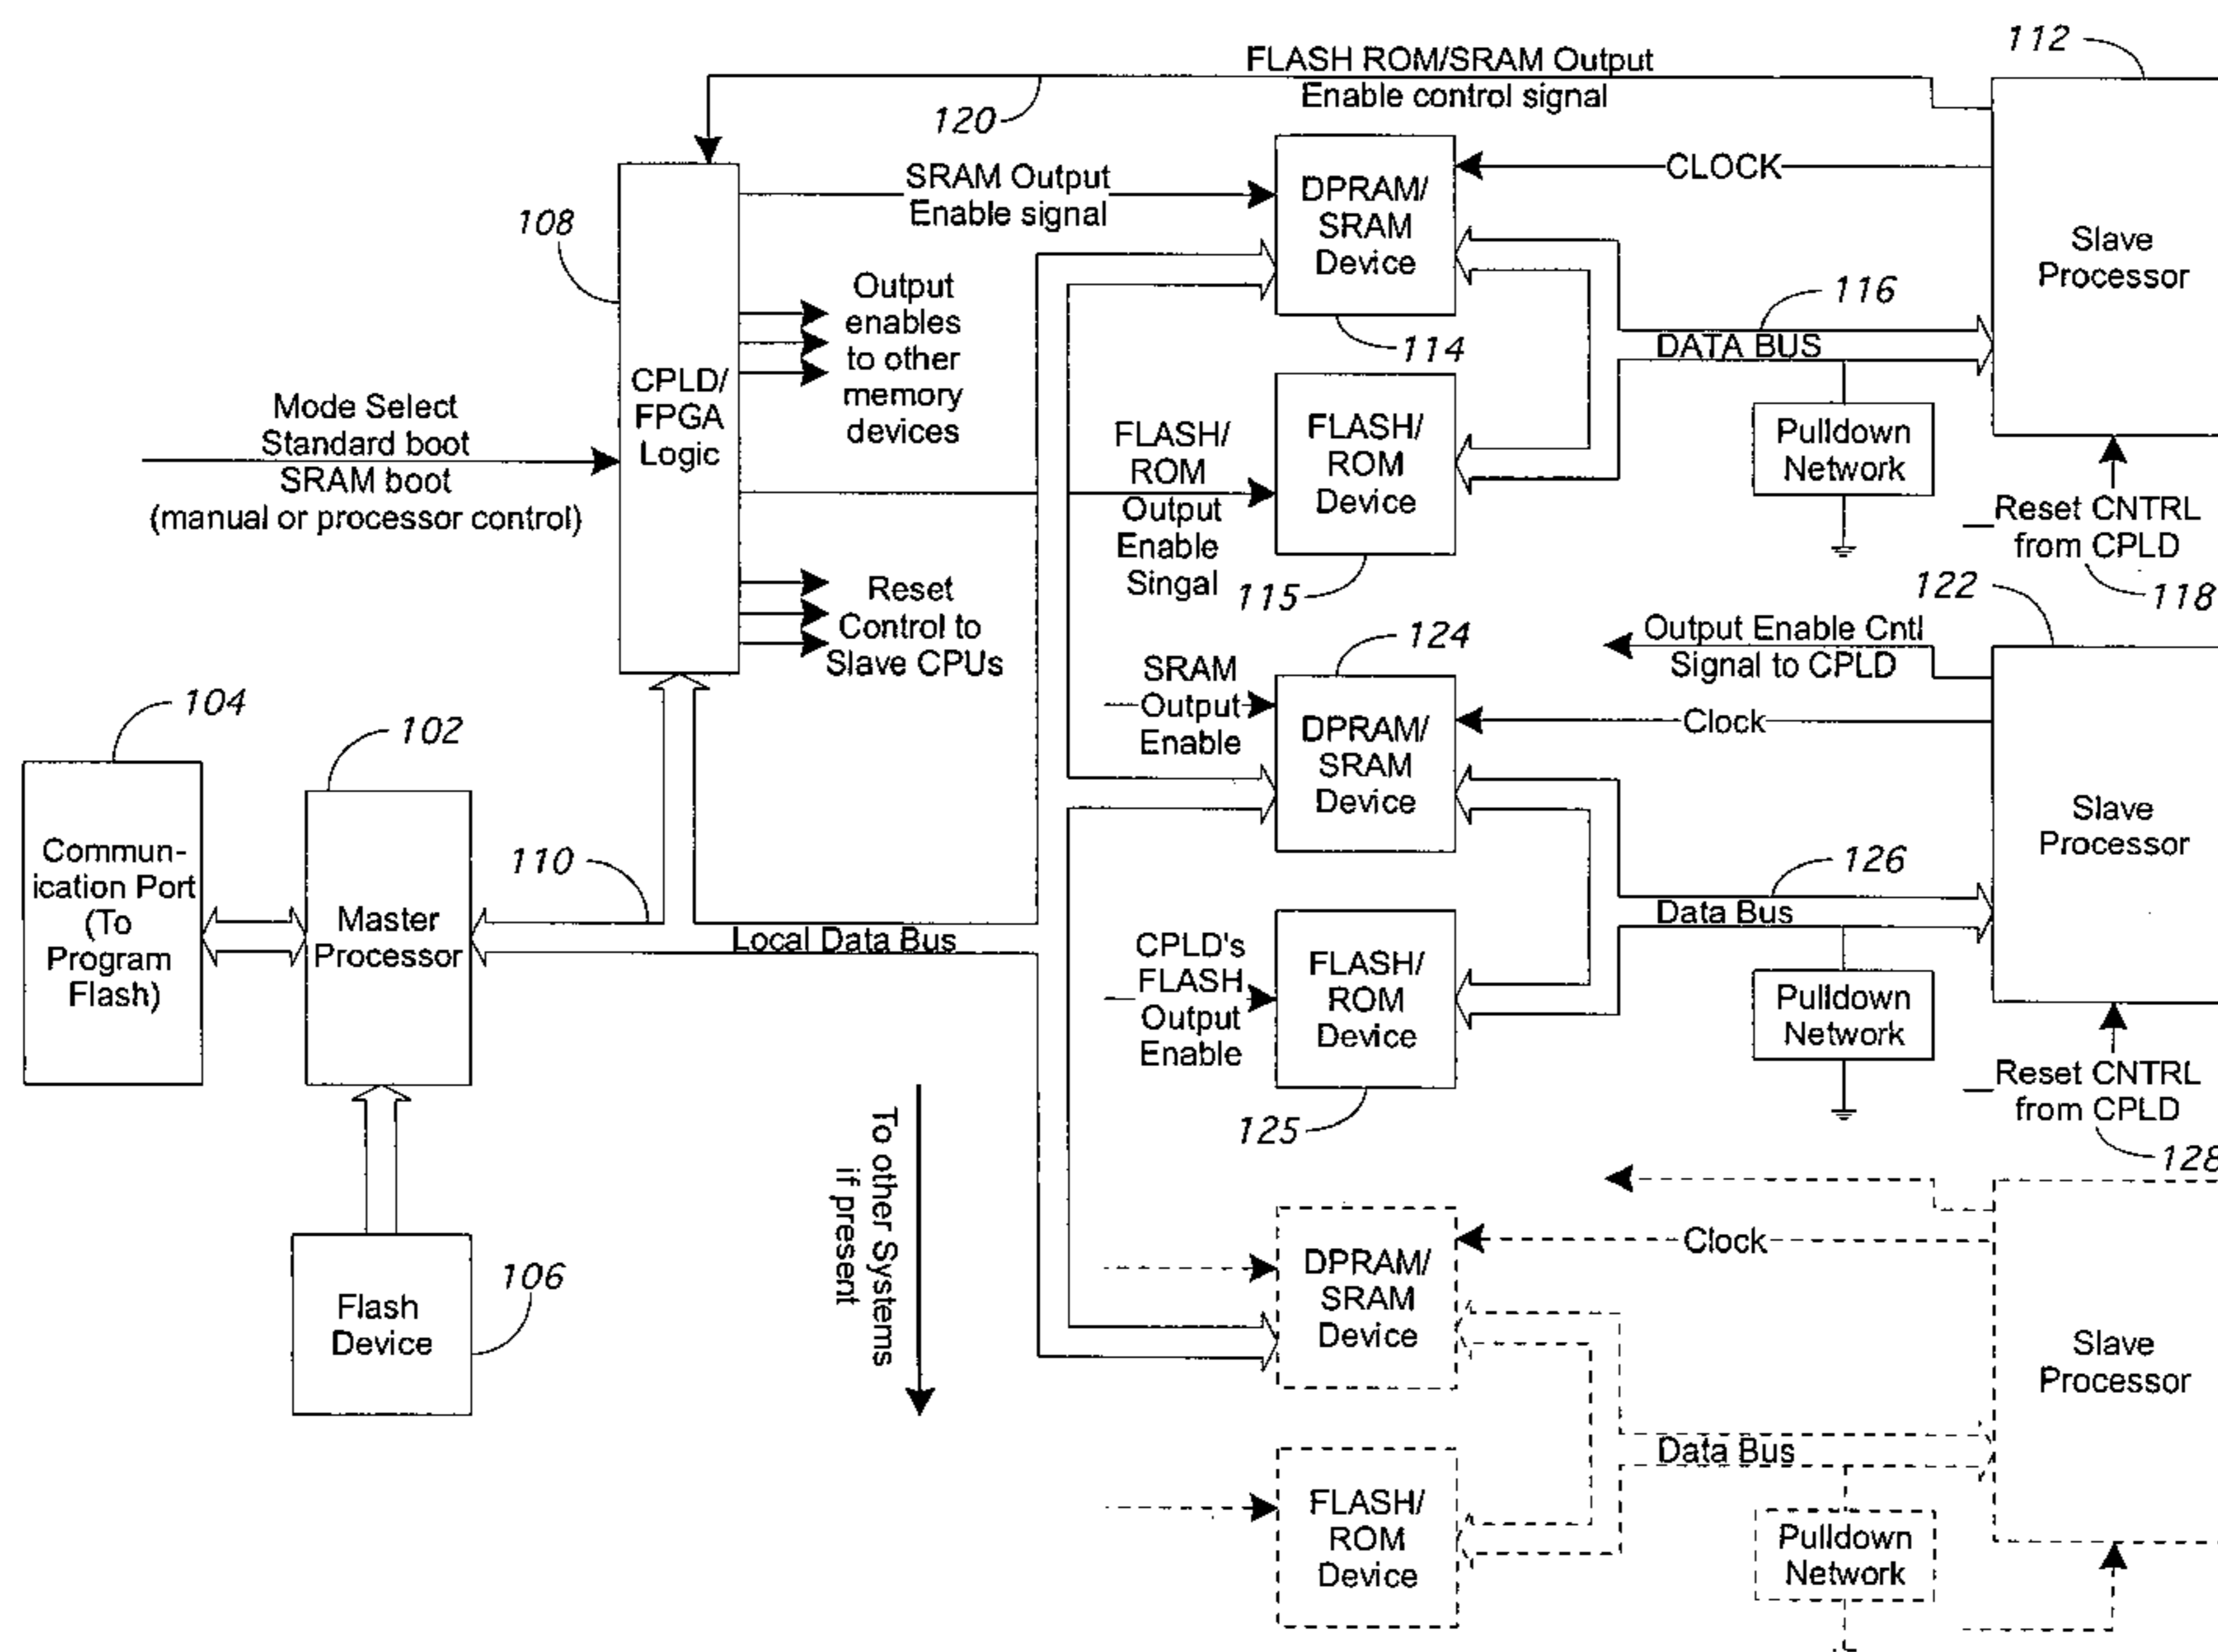 FLASH ROM/SRAM Output
Enable control signal
120
112
CLOCK
SRAM Output
Enable signal
DPRAM/
SRAM
Device
114
Slave
Processor
108
Output
enables
to other
memory
devices
CPLD/
FPGA
Logic
116
DATA BUS
Mode Select
Standard boot
SRAM boot
(manual or processor control)
FLASH/
ROM
Output
Enable
Singal
FLASH/
ROM
Device
115
Pulldown
Network
Reset CNTRL
from CPLD
118
Reset
Control to
Slave CPUs
122
Output Enable Cntl
Signal to CPLD
124
SRAM
Output
Enable
DPRAM/
SRAM
Device
Clock
Slave
Processor
104
102
Commun-
ication Port
(To
Program
Flash)
Master
Processor
110
Local Data Bus
126
Data Bus
CPLD's
FLASH
Output
Enable
FLASH/
ROM
Device
125
Pulldown
Network
Reset CNTRL
from CPLD
128
To other Systems
if present
106
Flash
Device
DPRAM/
SRAM
Device
Clock
Slave
Processor
Data Bus
FLASH/
ROM
Device
Pulldown
Network